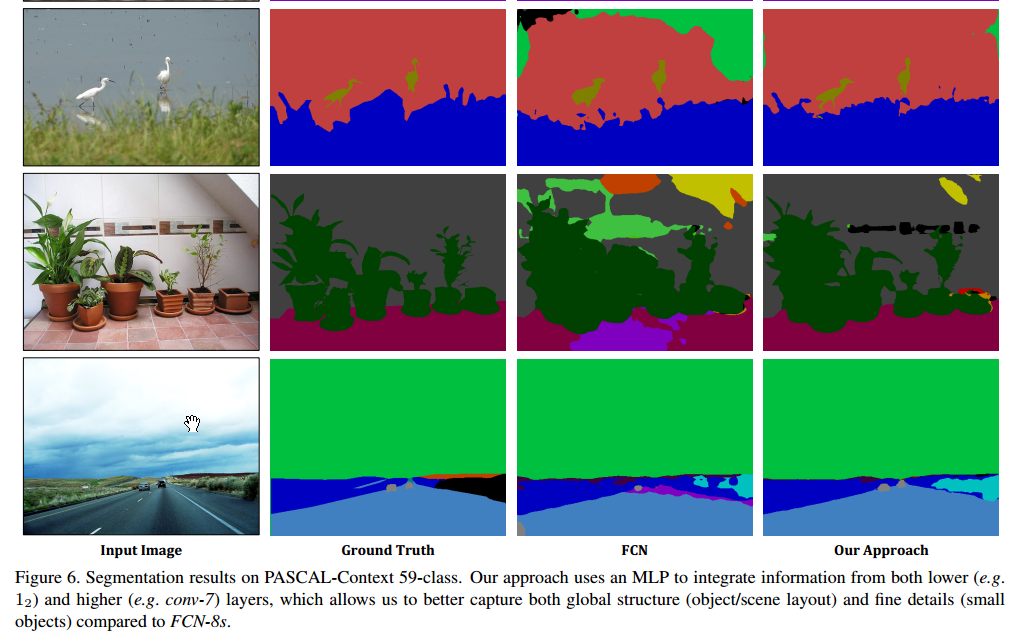 Input Image Ground Truth FCN Our Approach
Figure 6. Segmentation results on PASCAL-Context 59-class. Our approach uses an MLP to integrate information from both lower (e.g.
1₂) and higher (e.g. conv-7) layers, which allows us to better capture both global structure (object/scene layout) and fine details (small
objects) compared to FCN-8s.